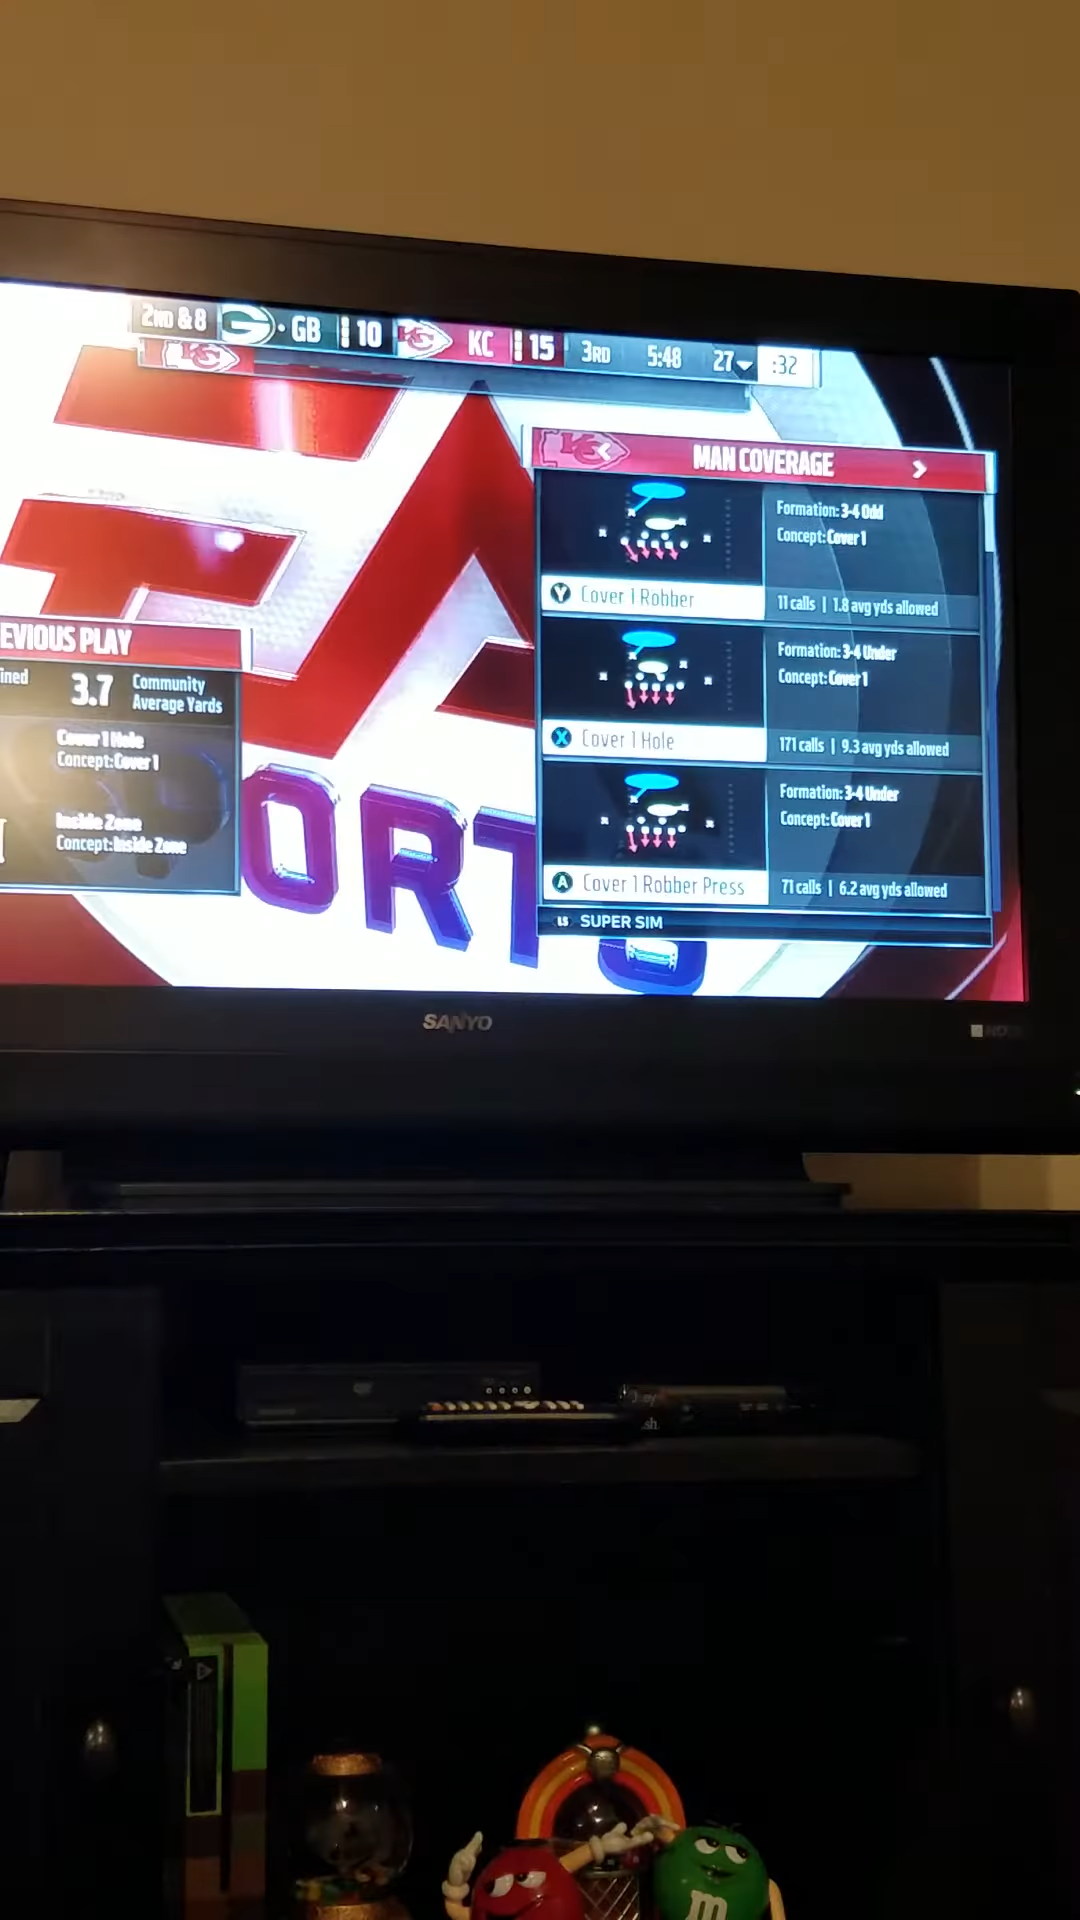 2ND & 8 GB 10 KC 15 3RD 5:48 27 :32
MAN COVERAGE
Formation: 3-4 Odd
Concept: Cover 1
Y Cover 1 Robber
11 calls | 1.8 avg yds allowed
Formation: 3-4 Under
Concept: Cover 1
X Cover 1 Hole
171 calls | 9.3 avg yds allowed
Formation: 3-4 Under
Concept: Cover 1
A Cover 1 Robber Press
71 calls | 6.2 avg yds allowed
LS SUPER SIM
EVIOUS PLAY
ined
3.7 Community
Average Yards
Cover 1 Hole
Concept: Cover 1
Inside Zone
Concept: Inside Zone
EA
ORTS
SANYO
m